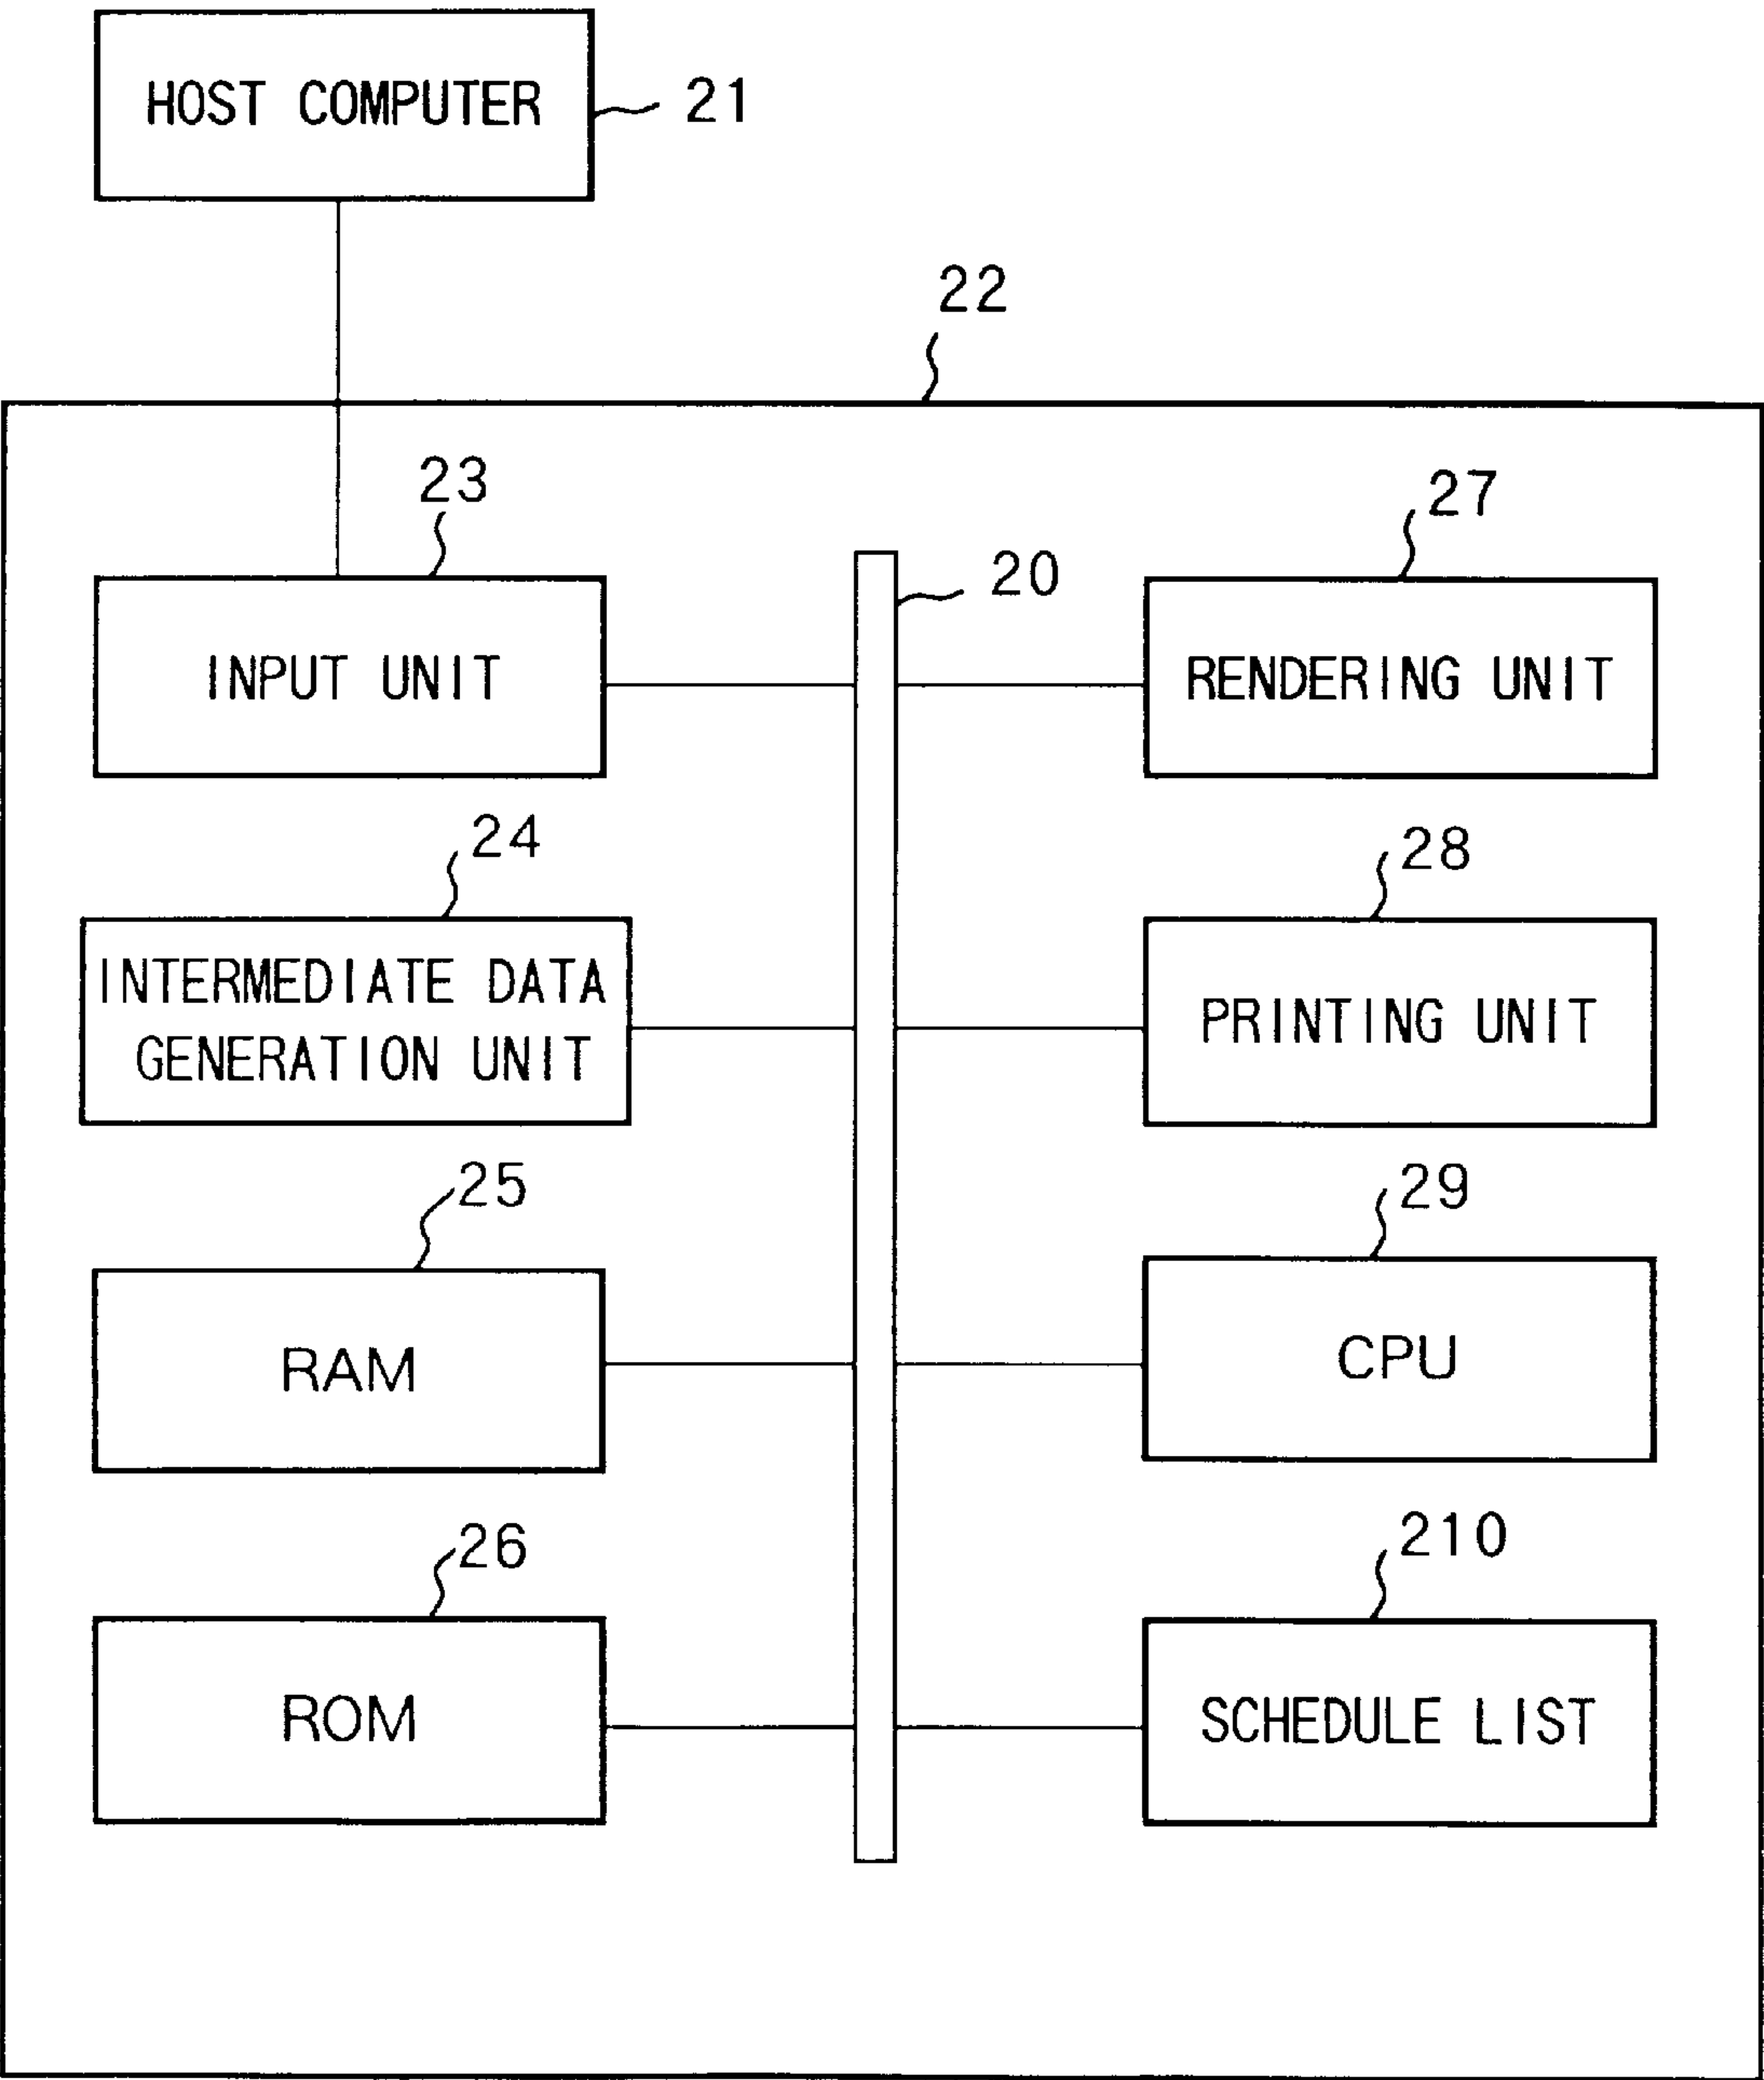 HOST COMPUTER
21
22
23
INPUT UNIT
20
27
RENDERING UNIT
24
INTERMEDIATE DATA
GENERATION UNIT
28
PRINTING UNIT
25
RAM
29
CPU
26
ROM
210
SCHEDULE LIST